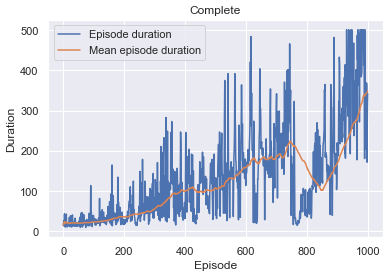 Complete
Episode duration
Mean episode duration
500
400
300
200
100
0
Duration
0 200 400 600 800 1000
Episode